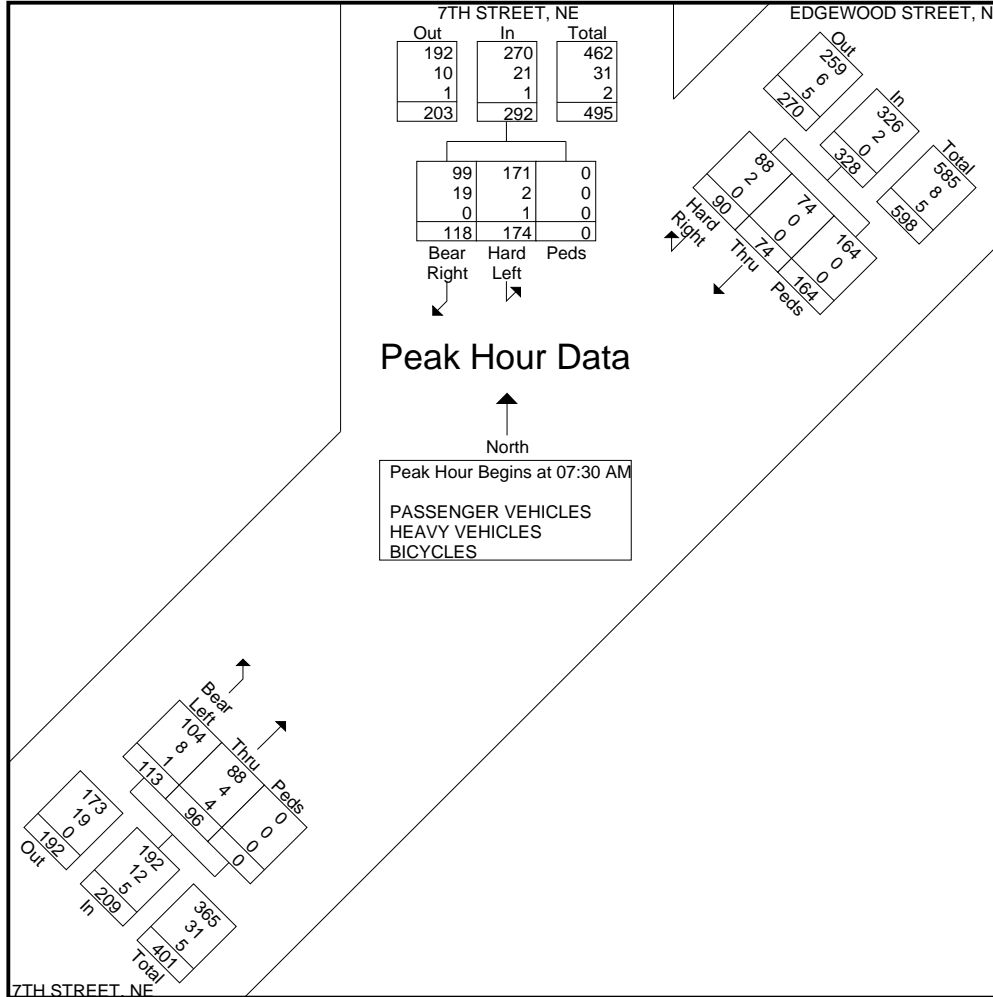 7TH STREET, NE
Out In Total
192 270 462
10 21 31
1 1 2
203 292 495
99 171 0
19 2 0
0 1 0
118 174 0
Bear Right Hard Left Peds
EDGEWOOD STREET, N
Out
259
6
5
270
In
326
2
0
328
Total
585
8
5
598
88 74 164
2 0 0
0 0 0
90 74 164
Hard Right Thru Peds
Peak Hour Data
North
Peak Hour Begins at 07:30 AM
PASSENGER VEHICLES
HEAVY VEHICLES
BICYCLES
Bear Left Thru Peds
104 88 0
8 4 0
1 4 0
113 96 0
173
19
0
192
Out
192
12
5
209
In
365
31
5
401
Total
7TH STREET, NE